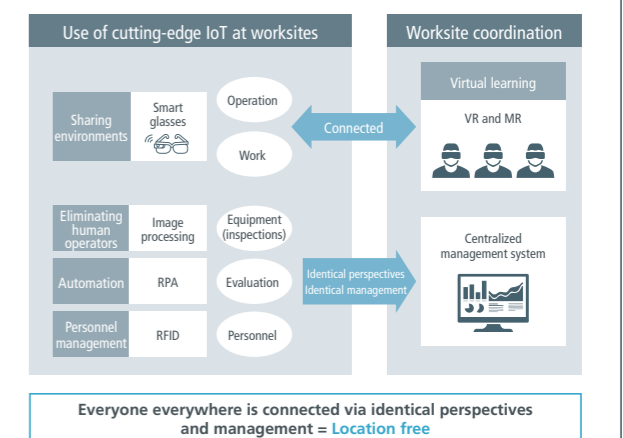 Use of cutting-edge IoT at worksites
Worksite coordination
Sharing
environments
Smart
glasses
Operation
Work
Connected
Virtual learning
VR and MR
Eliminating
human
operators
Image
processing
Equipment
(inspections)
Automation
RPA
Evaluation
Personnel
management
RFID
Personnel
Identical perspectives
Identical management
Centralized
management system
Everyone everywhere is connected via identical perspectives
and management = Location free